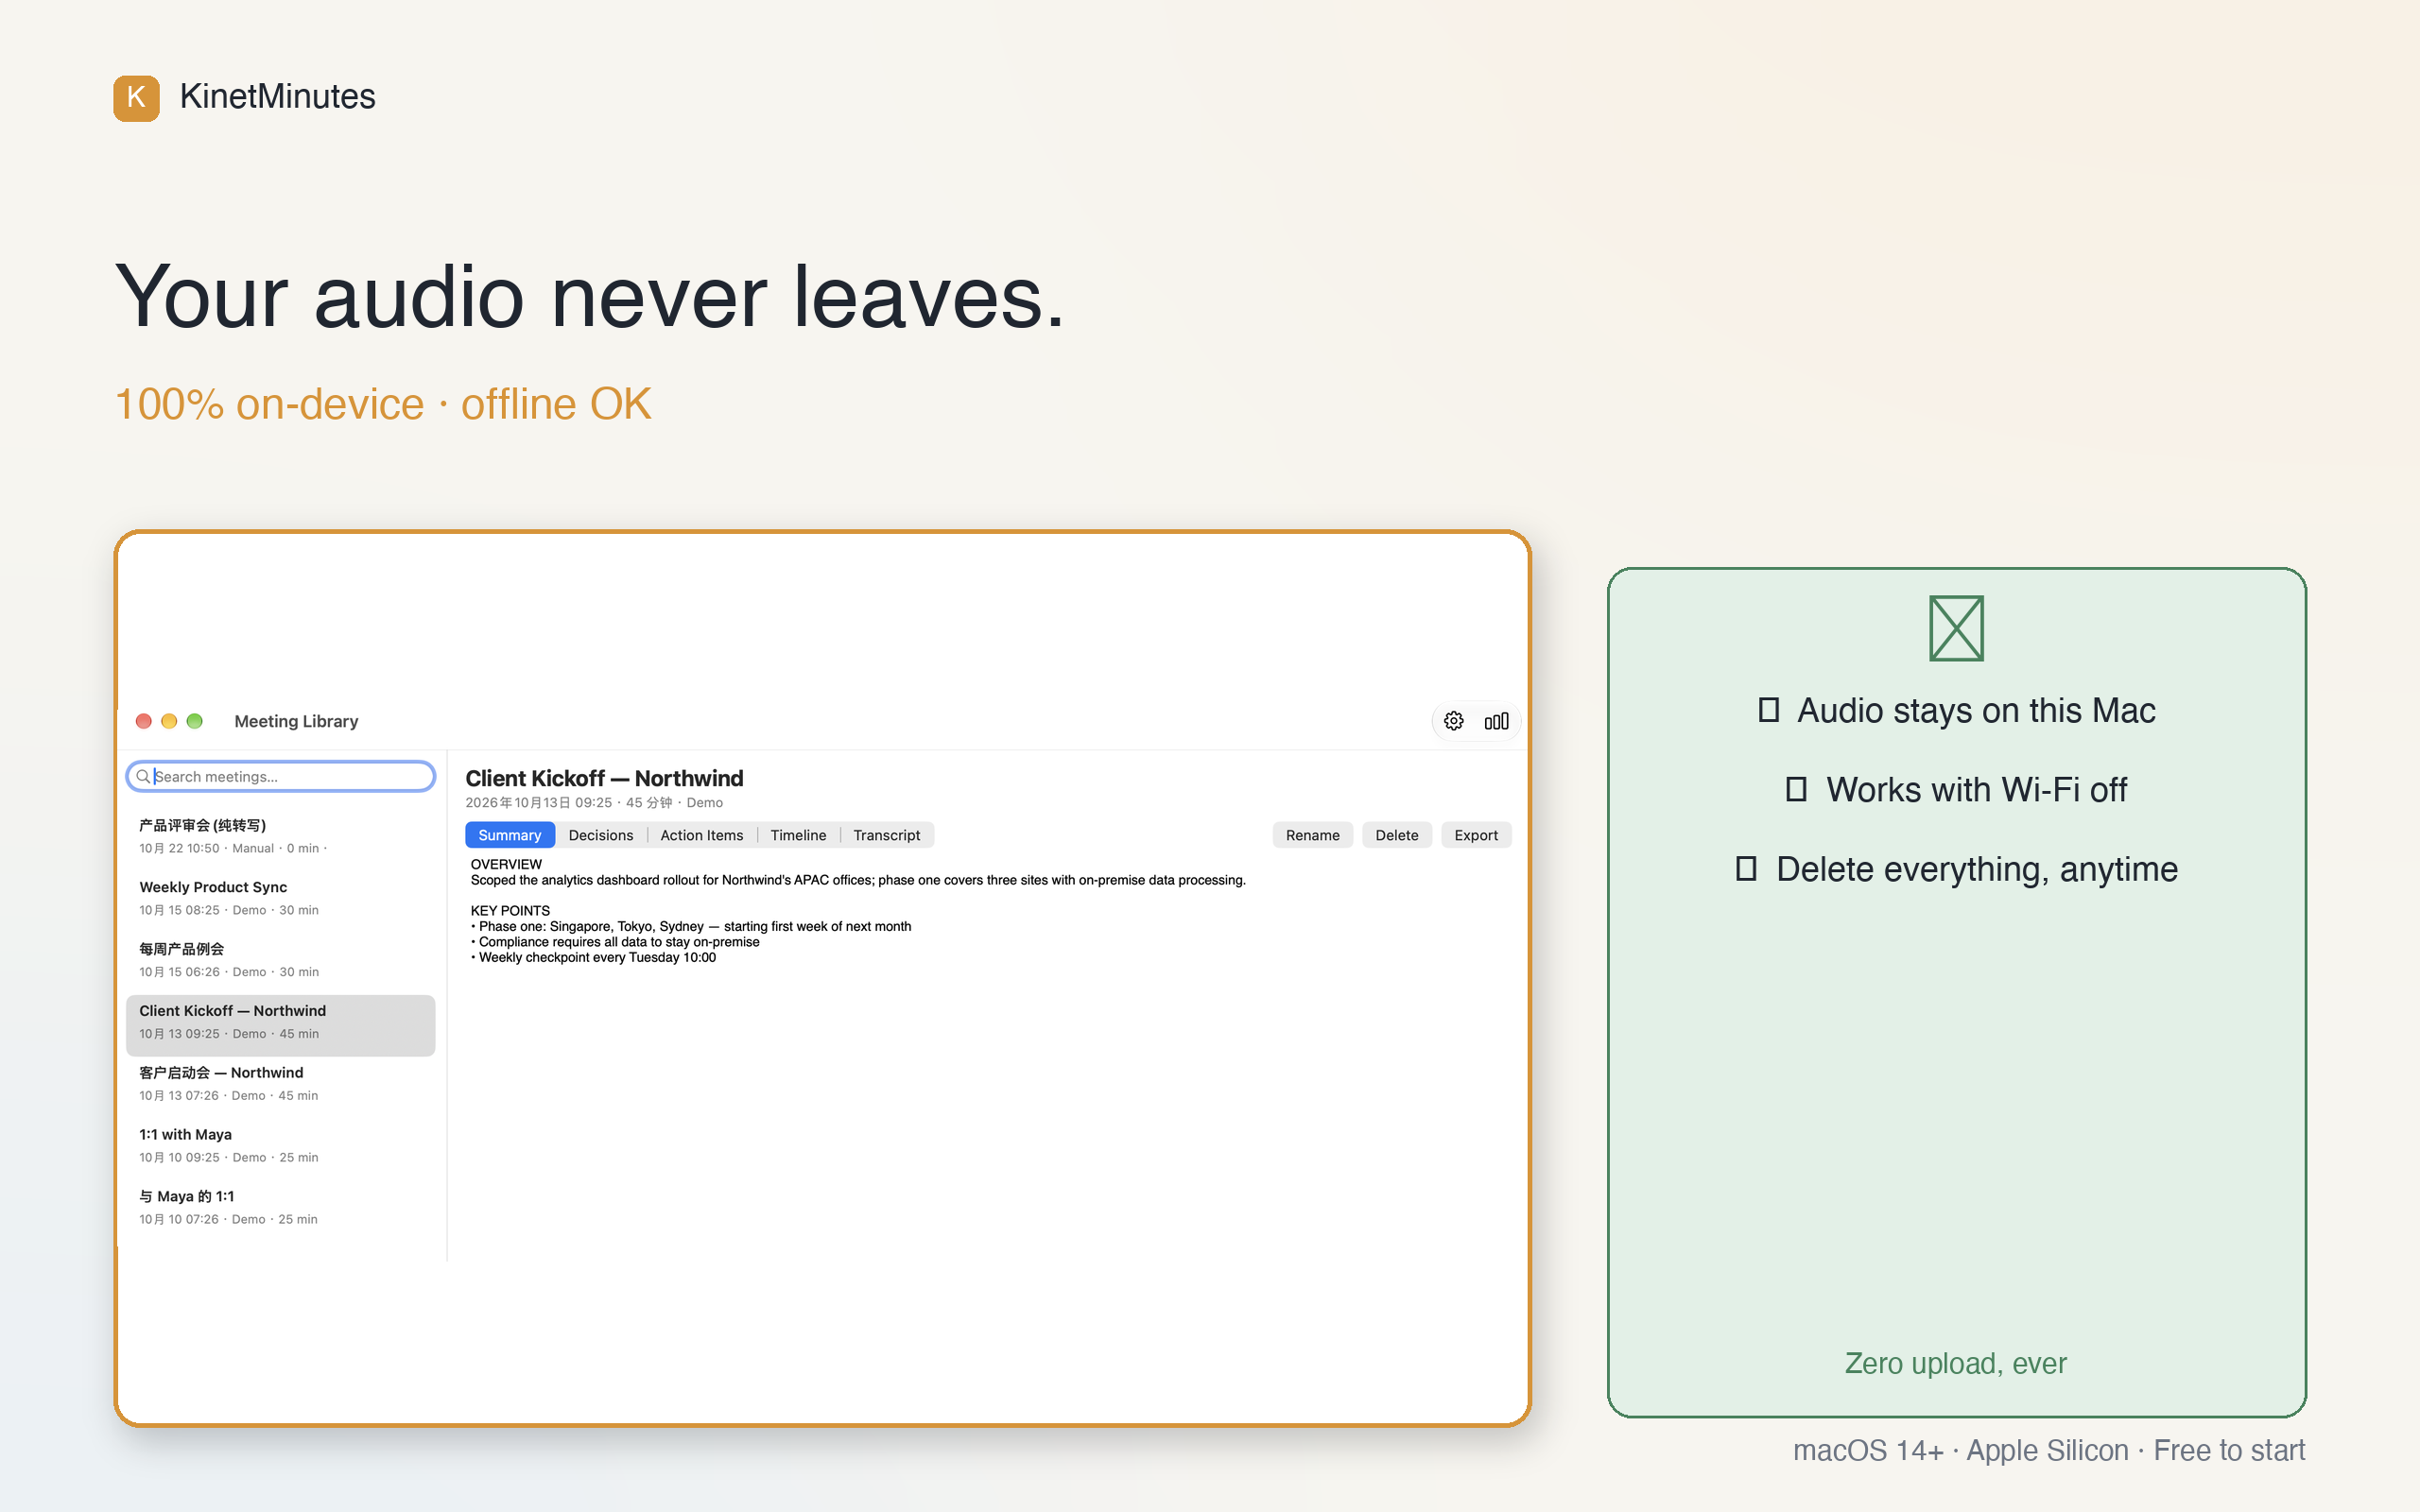 K KinetMinutes
Your audio never leaves.
100% on-device · offline OK
Meeting Library
Search meetings...
产品评审会 (纯转写)
10月 22 10:50 · Manual · 0 min ·
Weekly Product Sync
10月 15 08:25 · Demo · 30 min
每周产品例会
10月 15 06:26 · Demo · 30 min
Client Kickoff — Northwind
10月 13 09:25 · Demo · 45 min
客户启动会 — Northwind
10月 13 07:26 · Demo · 45 min
1:1 with Maya
10月 10 09:25 · Demo · 25 min
与 Maya 的 1:1
10月 10 07:26 · Demo · 25 min
Client Kickoff — Northwind
2026年10月13日 09:25 · 45 分钟 · Demo
Summary Decisions Action Items Timeline Transcript Rename Delete Export
OVERVIEW
Scoped the analytics dashboard rollout for Northwind's APAC offices; phase one covers three sites with on-premise data processing.
KEY POINTS
• Phase one: Singapore, Tokyo, Sydney — starting first week of next month
• Compliance requires all data to stay on-premise
• Weekly checkpoint every Tuesday 10:00
Audio stays on this Mac
Works with Wi-Fi off
Delete everything, anytime
Zero upload, ever
macOS 14+ · Apple Silicon · Free to start